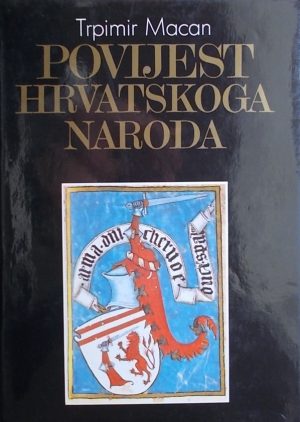 Trpimir Macan
POVIJEST
HRVATSKOGA
NARODA